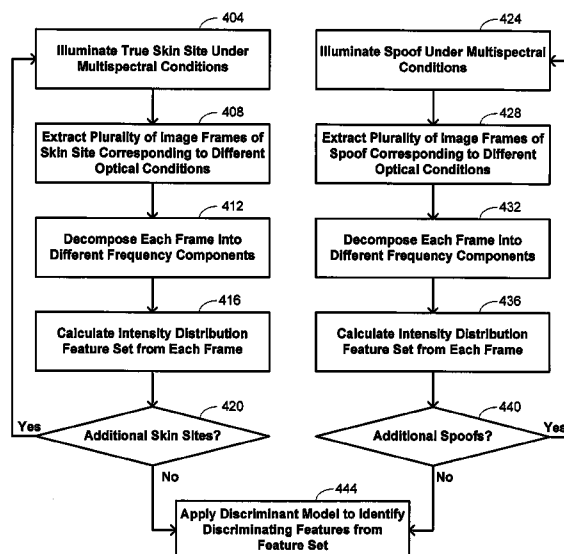 404
Illuminate True Skin Site Under
Multispectral Conditions
408
Extract Plurality of Image Frames of
Skin Site Corresponding to Different
Optical Conditions
412
Decompose Each Frame Into
Different Frequency Components
416
Calculate Intensity Distribution
Feature Set from Each Frame
420
Yes
Additional Skin Sites?
No
424
Illuminate Spoof Under Multispectral
Conditions
428
Extract Plurality of Image Frames of
Spoof Corresponding to Different
Optical Conditions
432
Decompose Each Frame Into
Different Frequency Components
436
Calculate Intensity Distribution
Feature Set from Each Frame
440
Additional Spoofs?
Yes
No
444
Apply Discriminant Model to Identify
Discriminating Features from
Feature Set